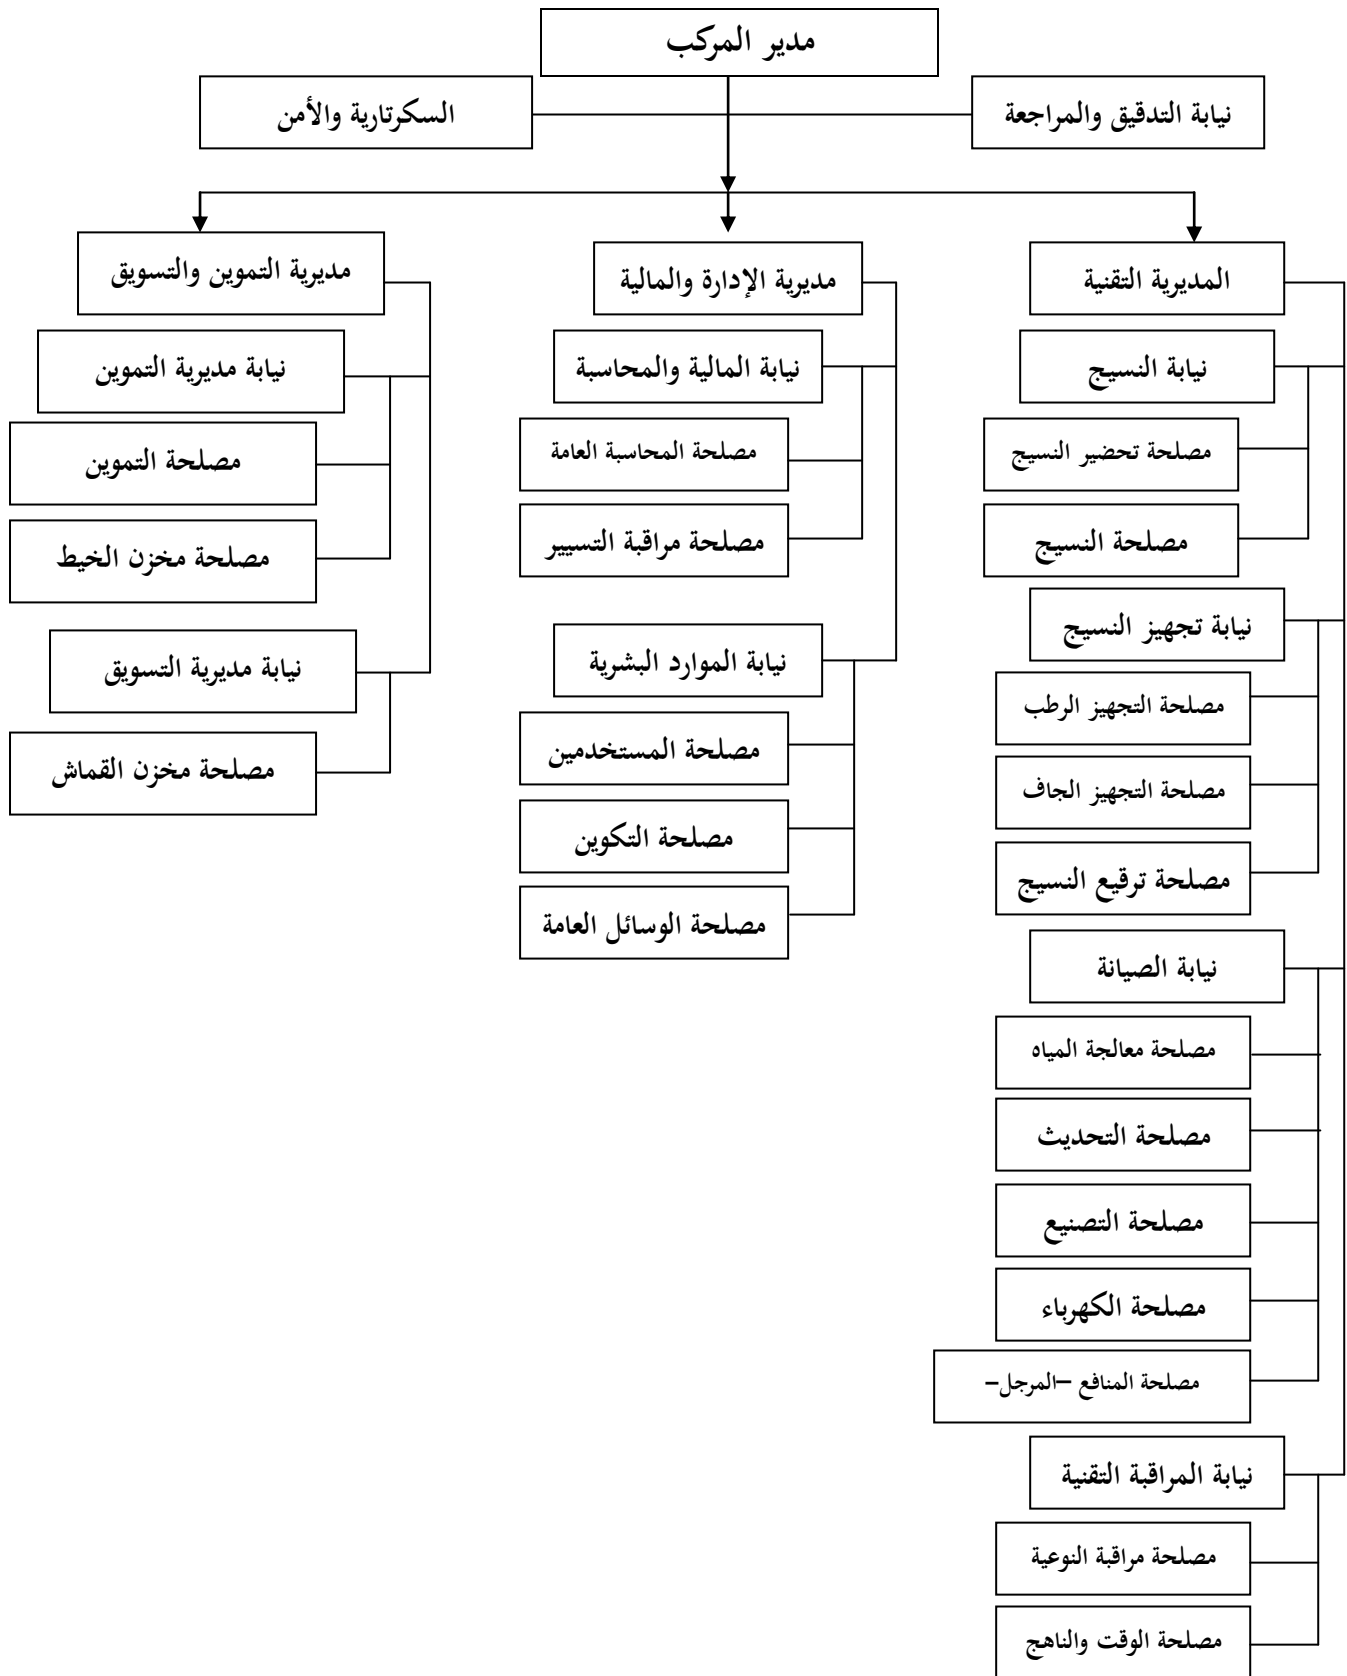 مدير المركب
نيابة التدقيق والمراجعة
السكرتارية والأمن
المديرية التقنية
نيابة النسيج
مصلحة تحضير النسيج
مصلحة النسيج
نيابة تجهيز النسيج
مصلحة التجهيز الرطب
مصلحة التجهيز الجاف
مصلحة ترقيع النسيج
نيابة الصيانة
مصلحة معالجة المياه
مصلحة التحديث
مصلحة التصنيع
مصلحة الكهرباء
مصلحة المنافع –المرجل–
نيابة المراقبة التقنية
مصلحة مراقبة النوعية
مصلحة الوقت والناهج
مديرية الإدارة والمالية
نيابة المالية والمحاسبة
مصلحة المحاسبة العامة
مصلحة مراقبة التسيير
نيابة الموارد البشرية
مصلحة المستخدمين
مصلحة التكوين
مصلحة الوسائل العامة
مديرية التموين والتسويق
نيابة مديرية التموين
مصلحة التموين
مصلحة مخزن الخيط
نيابة مديرية التسويق
مصلحة مخزن القماش